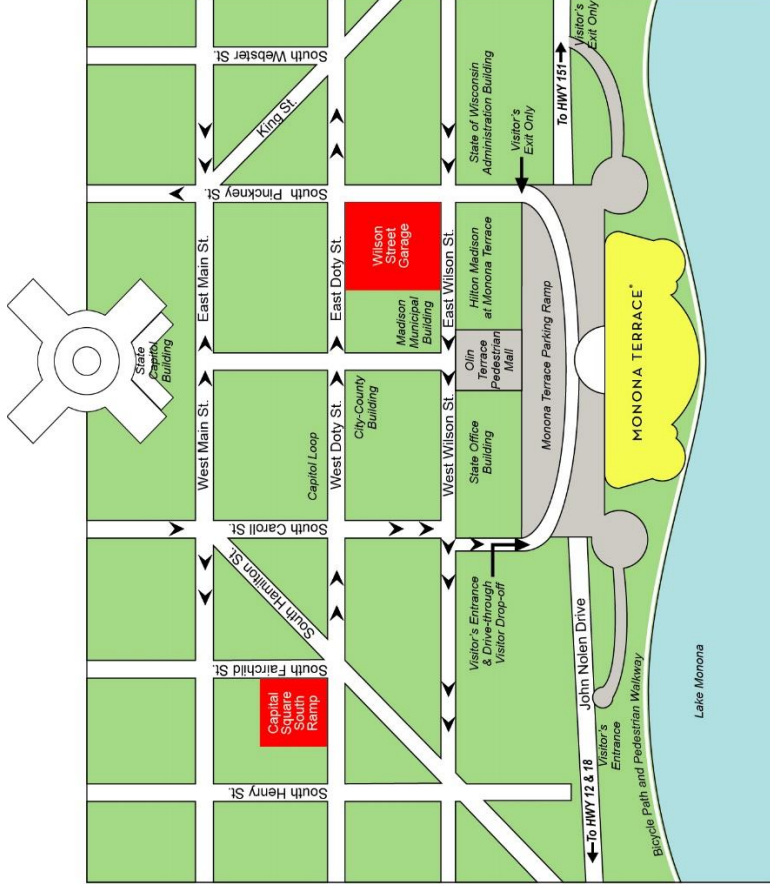 State
Capitol
Building
West Main St.
East Main St.
South Henry St.
South Fairchild St.
South Hamilton St.
South Caroll St.
South Pinckney St.
King St.
South Webster St.
Capital
Square
South
Ramp
Capitol Loop
West Doty St.
East Doty St.
City-County
Building
Madison
Municipal
Building
Wilson
Street
Garage
West Wilson St.
East Wilson St.
Visitor's Entrance
& Drive-through
Visitor Drop-off
State Office
Building
Olin
Terrace
Pedestrian
Mall
Hilton Madison
at Monona Terrace
State of Wisconsin
Administration Building
Visitor's
Exit Only
Monona Terrace Parking Ramp
To HWY 12 & 18
John Nolen Drive
To HWY 151
Visitor's
Entrance
Visitor's
Exit Only
MONONA TERRACE®
Bicycle Path and Pedestrian Walkway
Lake Monona